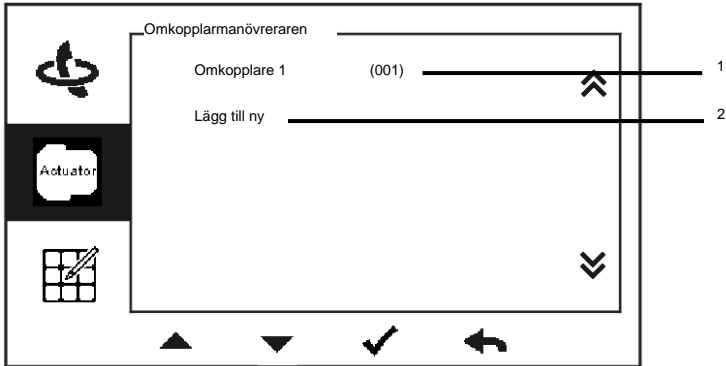 Omkopplarmanövreraren
Omkopplare 1 (001)
1
Lägg till ny
2
Actuator